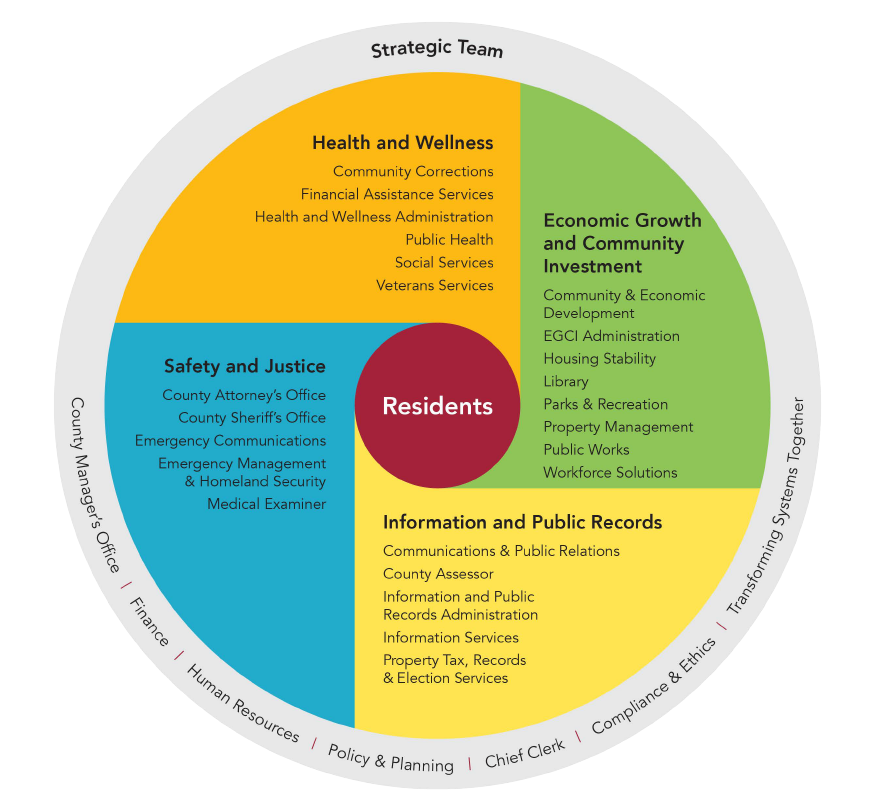 Strategic Team
Health and Wellness
Community Corrections
Financial Assistance Services
Health and Wellness Administration
Public Health
Social Services
Veterans Services
Economic Growth
and Community
Investment
Community & Economic
Development
EGCI Administration
Housing Stability
Library
Parks & Recreation
Property Management
Public Works
Workforce Solutions
Safety and Justice
County Attorney’s Office
County Sheriff’s Office
Emergency Communications
Emergency Management
& Homeland Security
Medical Examiner
Residents
Information and Public Records
Communications & Public Relations
County Assessor
Information and Public
Records Administration
Information Services
Property Tax, Records
& Election Services
County Manager’s Office | Finance | Human Resources | Policy & Planning | Chief Clerk | Compliance & Ethics | Transforming Systems Together